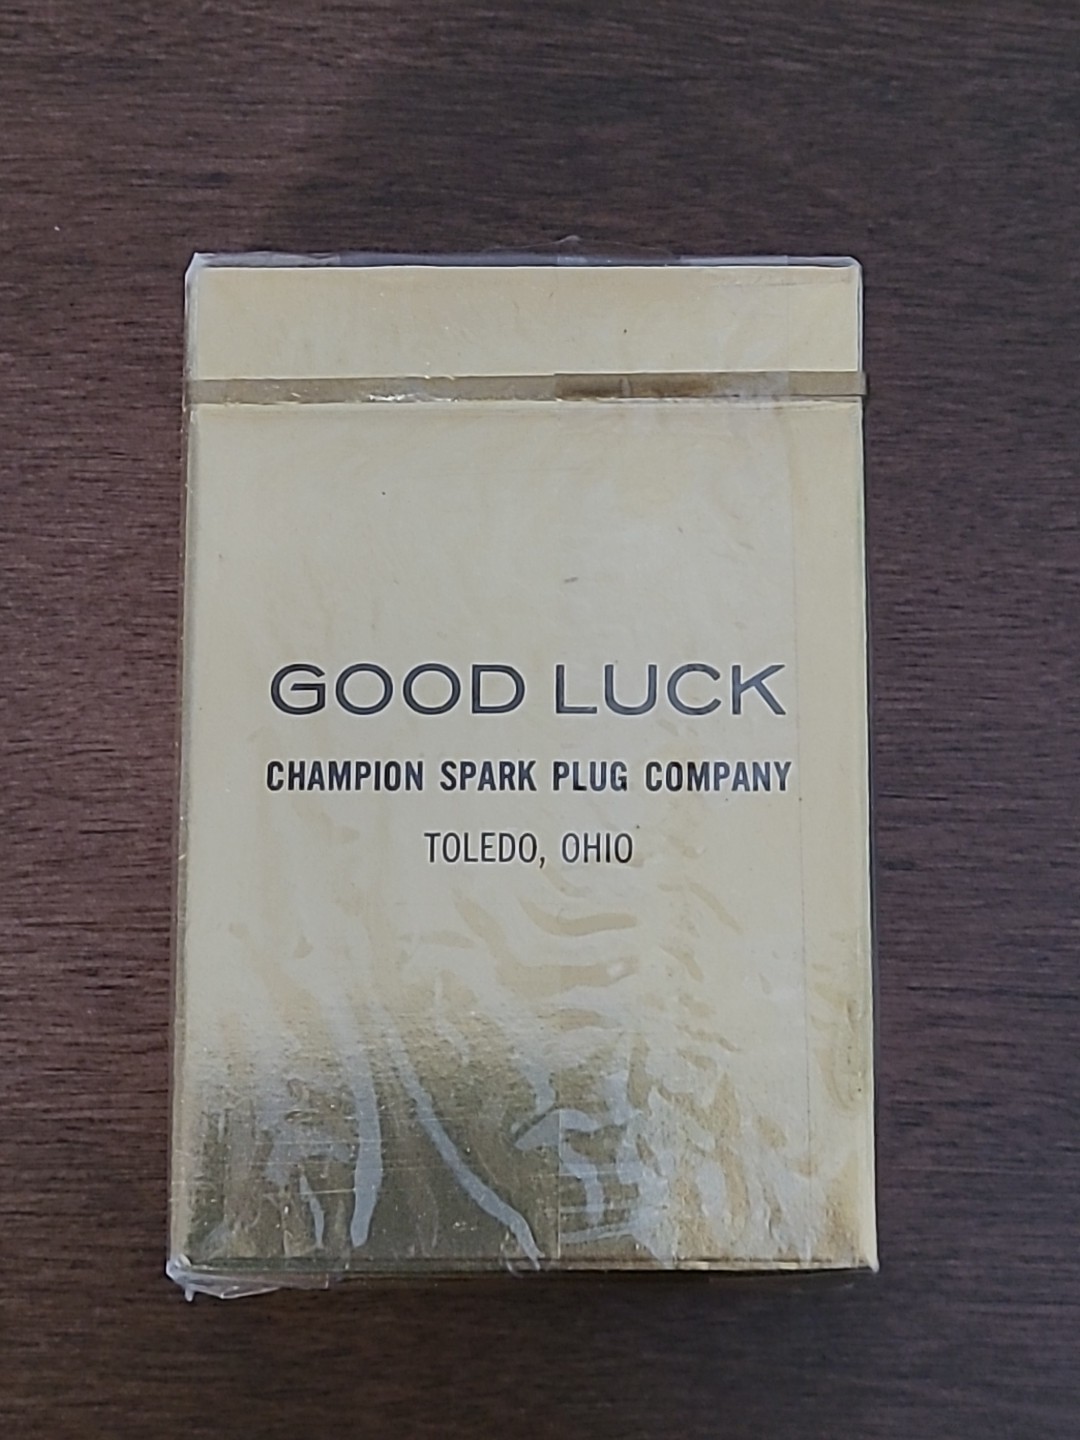 GOOD LUCK
CHAMPION SPARK PLUG COMPANY
TOLEDO, OHIO